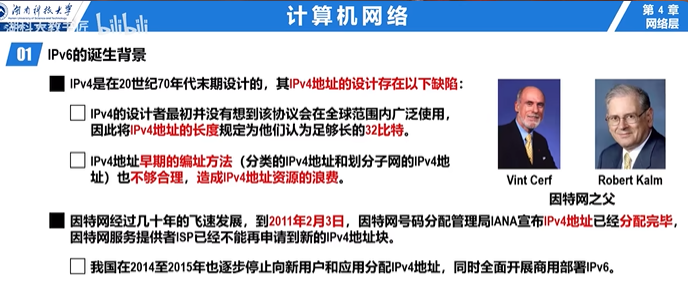 湖南科技大学
计算机网络
第 4 章
网络层
bilibili
01 IPv6的诞生背景
IPv4是在20世纪70年代末期设计的，其IPv4地址的设计存在以下缺陷：
IPv4的设计者最初并没有想到该协议会在全球范围内广泛使用，
因此将IPv4地址的长度规定为他们认为足够长的32比特。
IPv4地址早期的编址方法（分类的IPv4地址和划分子网的IPv4地
址）也不够合理，造成IPv4地址资源的浪费。
Vint Cerf
Robert Kalm
因特网之父
因特网经过几十年的飞速发展，到2011年2月3日，因特网号码分配管理局IANA宣布IPv4地址已经分配完毕，
因特网服务提供者ISP已经不能再申请到新的IPv4地址块。
我国在2014至2015年也逐步停止向新用户和应用分配IPv4地址，同时全面开展商用部署IPv6。